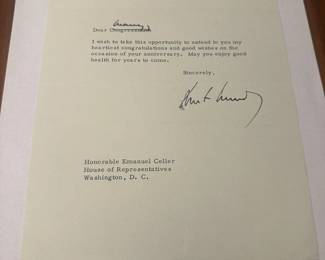 Dear Congressman
I wish to take this opportunity to extend to you my
heartiest congratulations and good wishes on the
occasion of your anniversary. May you enjoy good
health for years to come.
Sincerely,
Honorable Emanuel Celler
House of Representatives
Washington, D. C.